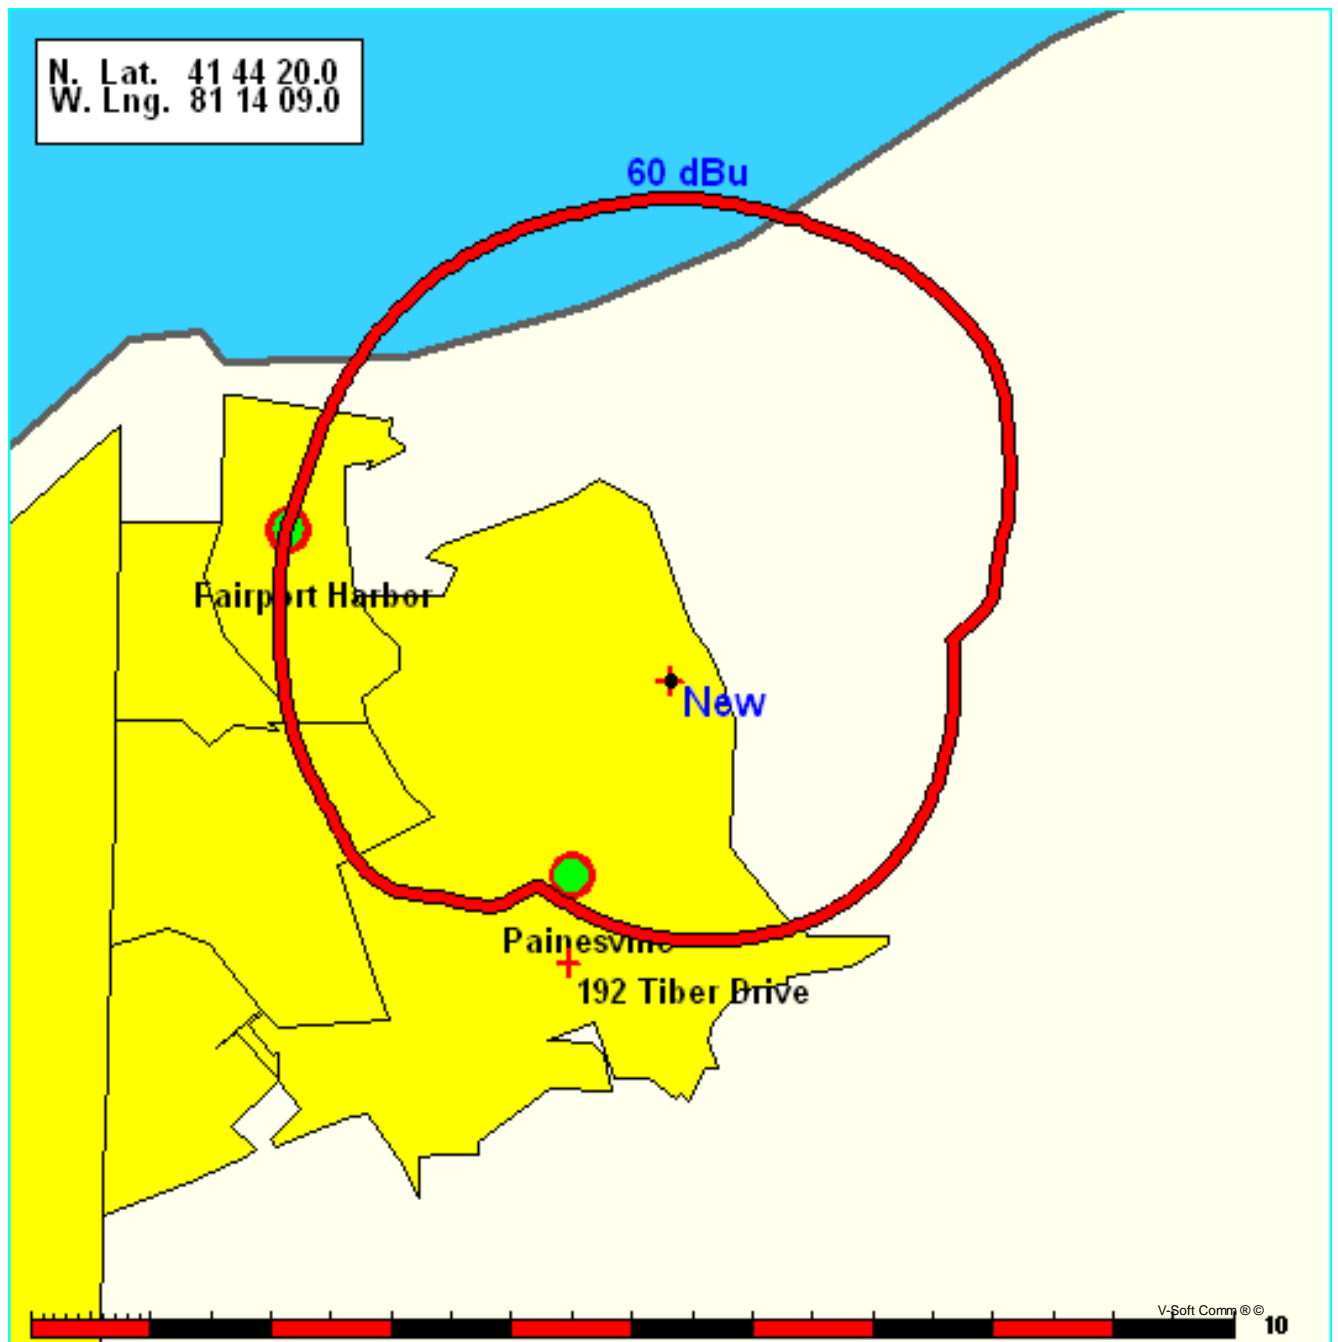 N. Lat. 41 44 20.0
W. Lng. 81 14 09.0
60 dBu
Fairport Harbor
New
Painesville
192 Tiber Drive
V-Soft Comm ® ©
10